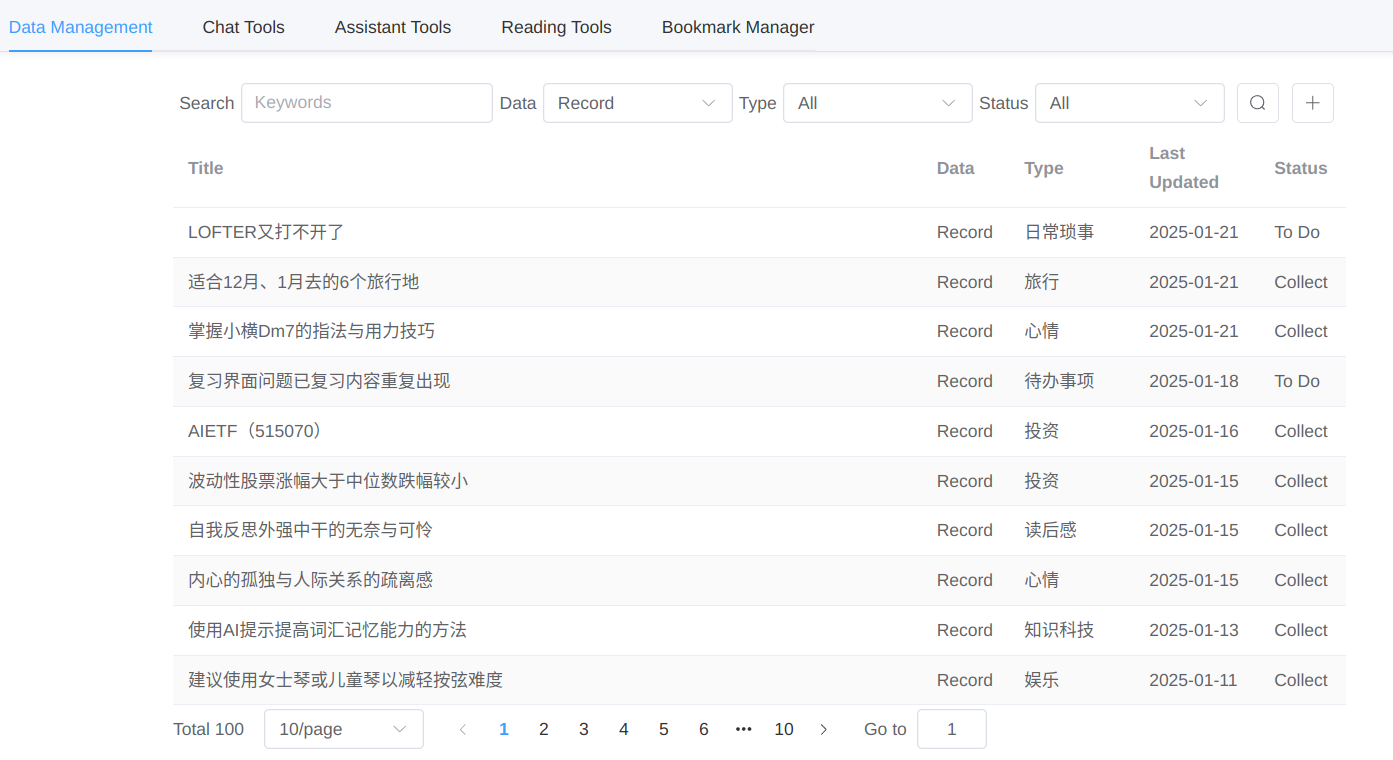 Data Management Chat Tools Assistant Tools Reading Tools Bookmark Manager
Search Keywords Data Record Type All Status All
Title Data Type Last Updated Status
LOFTER又打不开了 Record 日常琐事 2025-01-21 To Do
适合12月、1月去的6个旅行地 Record 旅行 2025-01-21 Collect
掌握小横Dm7的指法与用力技巧 Record 心情 2025-01-21 Collect
复习界面问题已复习内容重复出现 Record 待办事项 2025-01-18 To Do
AIETF（515070） Record 投资 2025-01-16 Collect
波动性股票涨幅大于中位数跌幅较小 Record 投资 2025-01-15 Collect
自我反思外强中干的无奈与可怜 Record 读后感 2025-01-15 Collect
内心的孤独与人际关系的疏离感 Record 心情 2025-01-15 Collect
使用AI提示提高词汇记忆能力的方法 Record 知识科技 2025-01-13 Collect
建议使用女士琴或儿童琴以减轻按弦难度 Record 娱乐 2025-01-11 Collect
Total 100 10/page 1 2 3 4 5 6 ••• 10 Go to 1